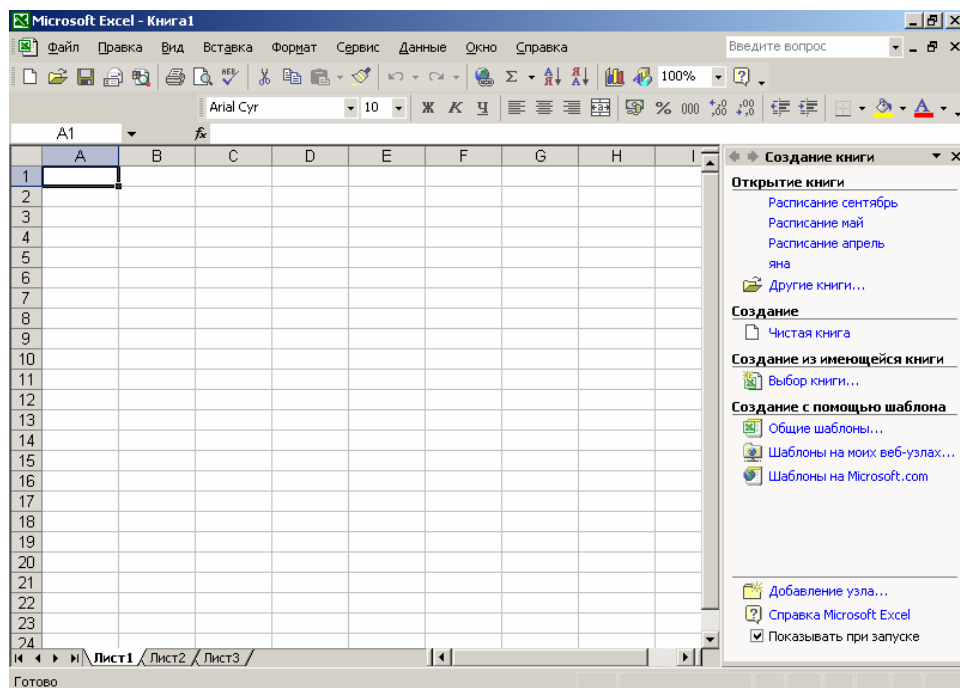 Microsoft Excel - Книга1
Файл Правка Вид Вставка Формат Сервис Данные Окно Справка Введите вопрос
100%
Arial Cyr 10 Ж К Ч % 000
A1 fx
A B C D E F G H I
1
2
3
4
5
6
7
8
9
10
11
12
13
14
15
16
17
18
19
20
21
22
23
24
Создание книги
Открытие книги
Расписание сентябрь
Расписание май
Расписание апрель
яна
Другие книги...
Создание
Чистая книга
Создание из имеющейся книги
Выбор книги...
Создание с помощью шаблона
Общие шаблоны...
Шаблоны на моих веб-узлах...
Шаблоны на Microsoft.com
Добавление узла...
Справка Microsoft Excel
Показывать при запуске
Лист1 Лист2 Лист3
Готово